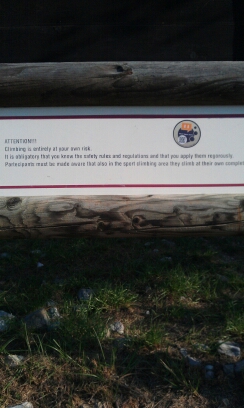 ATTENTION!!!
Climbing is entirely at your own risk.
It is obligatory that you know the safety rules and regulations and that you apply them rigorously.
Participants must be made aware that also in the sport climbing area they climb at their own